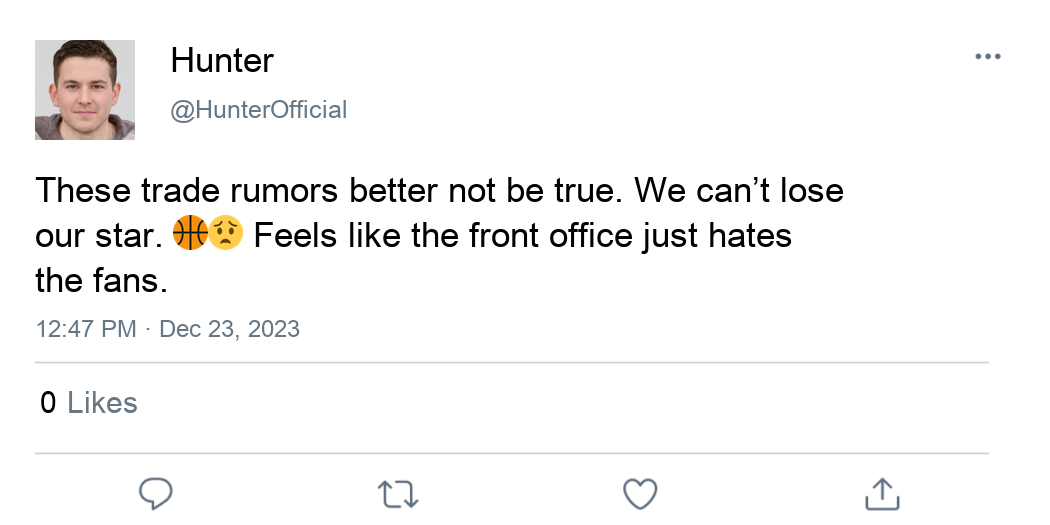 Hunter
@HunterOfficial
These trade rumors better not be true. We can’t lose
our star. 🏀😟 Feels like the front office just hates
the fans.
12:47 PM · Dec 23, 2023
0 Likes